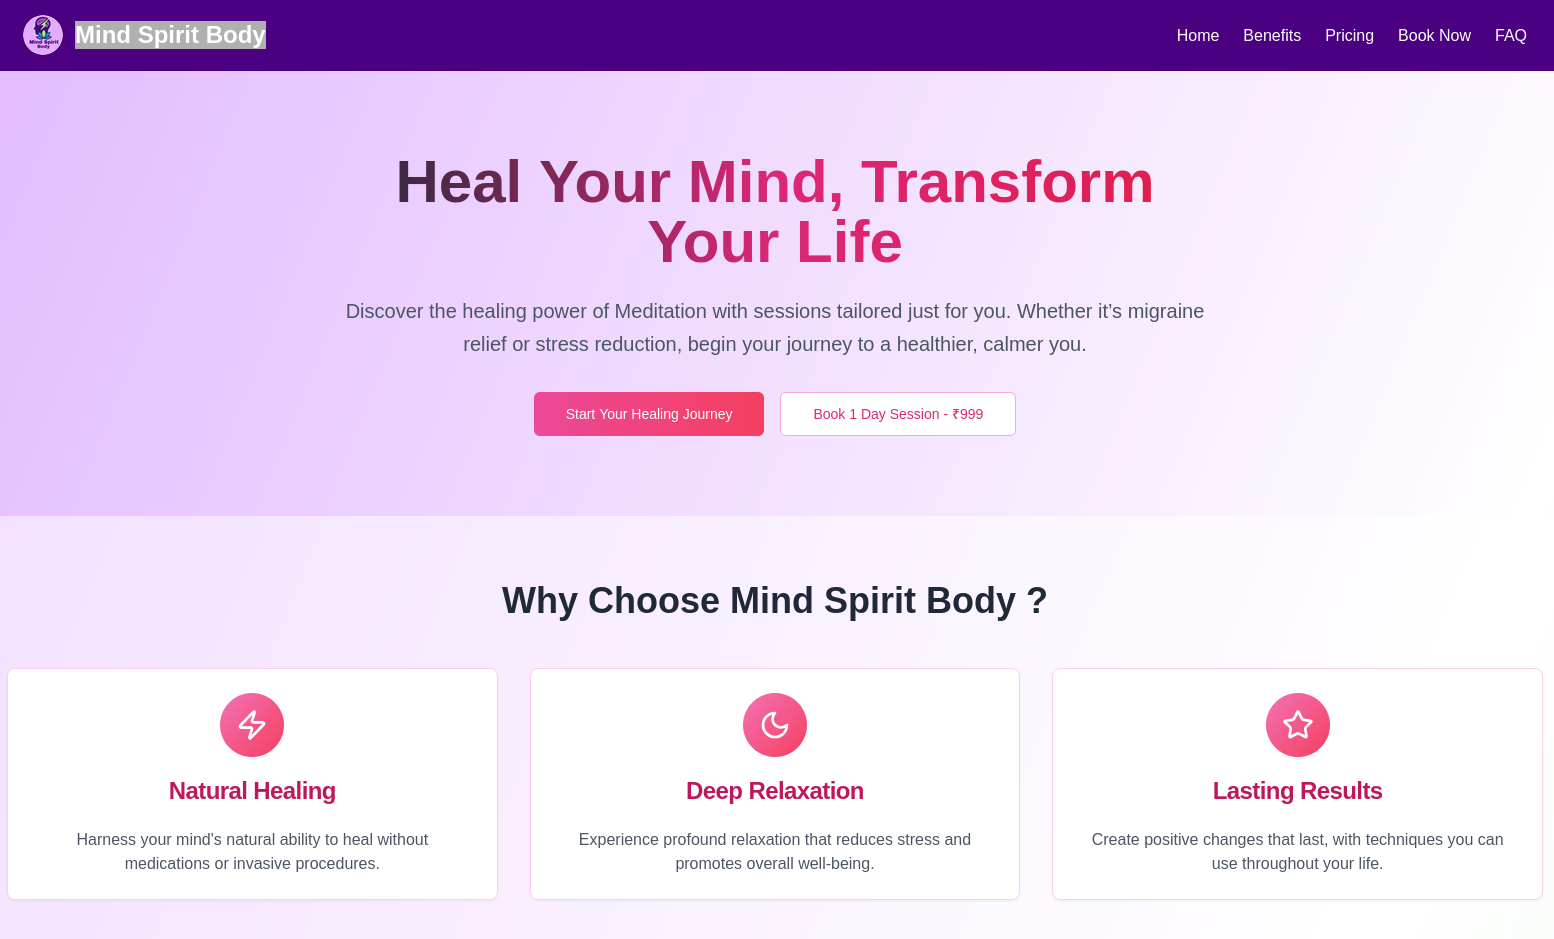 Mind Spirit
Body
Mind Spirit Body
Home
Benefits
Pricing
Book Now
FAQ
Heal Your Mind, Transform
Your Life
Discover the healing power of Meditation with sessions tailored just for you. Whether it’s migraine
relief or stress reduction, begin your journey to a healthier, calmer you.
Start Your Healing Journey
Book 1 Day Session - ₹999
Why Choose Mind Spirit Body ?
Natural Healing
Harness your mind's natural ability to heal without
medications or invasive procedures.
Deep Relaxation
Experience profound relaxation that reduces stress and
promotes overall well-being.
Lasting Results
Create positive changes that last, with techniques you can
use throughout your life.